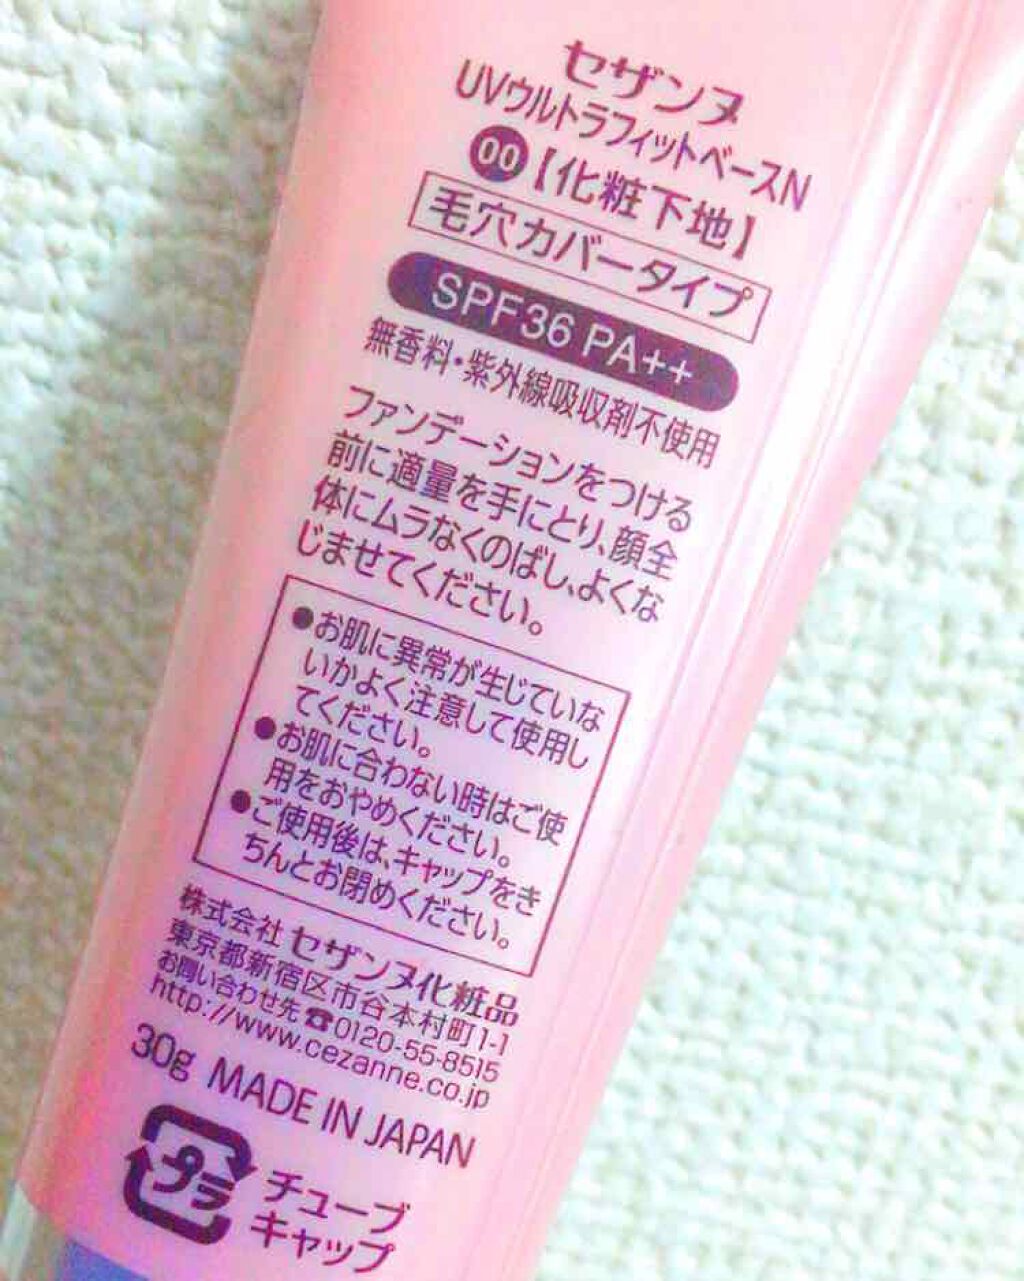 セザンヌ
UVウルトラフィットベースN
00【化粧下地】
毛穴カバータイプ
SPF36 PA++
無香料・紫外線吸収剤不使用
ファンデーションをつける
前に適量を手にとり、顔全
体にムラなくのばし、よくな
じませてください。
●お肌に異常が生じていな
いかよく注意して使用し
てください。
●お肌に合わない時はご使
用をおやめください。
●ご使用後は、キャップをき
ちんとお閉めください。
株式会社 セザンヌ化粧品
東京都新宿区市谷本村町1-1
お問い合わせ先☎0120-55-8515
http://www.cezanne.co.jp
30g MADE IN JAPAN
プラ
チューブ
キャップ